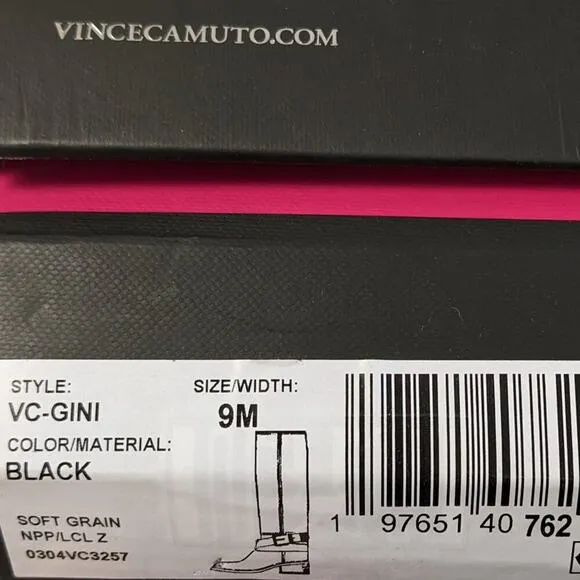 VINCECAMUTO.COM
STYLE: SIZE/WIDTH:
VC-GINI 9M
COLOR/MATERIAL:
BLACK
SOFT GRAIN
NPP/LCL Z
0304VC3257
1 97651 40 762